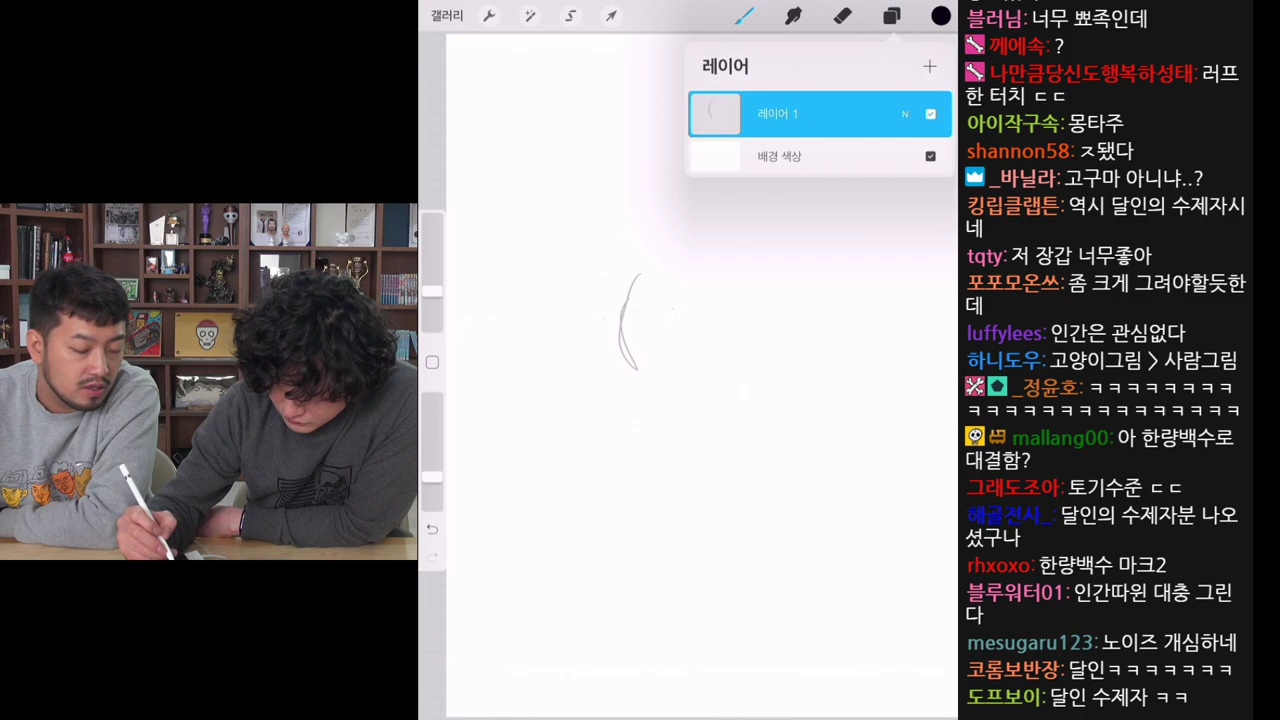 갤러리
레이어
레이어 1
N
배경 색상
블러님: 너무 뾰족인데
께에속: ?
나만큼당신도행복하성태: 러프
한 터치 ㄷㄷ
아이작구속: 몽타주
shannon58: ㅈ됐다
_바닐라: 고구마 아니냐..?
킹립클랩튼: 역시 달인의 수제자시
네
tqty: 저 장갑 너무좋아
포포모온쓰: 좀 크게 그려야할듯한
데
luffylees: 인간은 관심없다
하니도우: 고양이그림 > 사람그림
_정윤호: ㅋㅋㅋㅋㅋㅋㅋㅋ
ㅋㅋㅋㅋㅋㅋㅋㅋㅋㅋㅋㅋㅋㅋㅋ
mallang00: 아 한량백수로
대결함?
그래도조아: 토기수준 ㄷㄷ
해골전사_: 달인의 수제자분 나오
셨구나
rhxoxo: 한량백수 마크2
블루워터01: 인간따윈 대충 그린
다
mesugaru123: 노이즈 개심하네
코롬보반장: 달인ㅋㅋㅋㅋㅋㅋㅋ
도프보이: 달인 수제자 ㅋㅋ